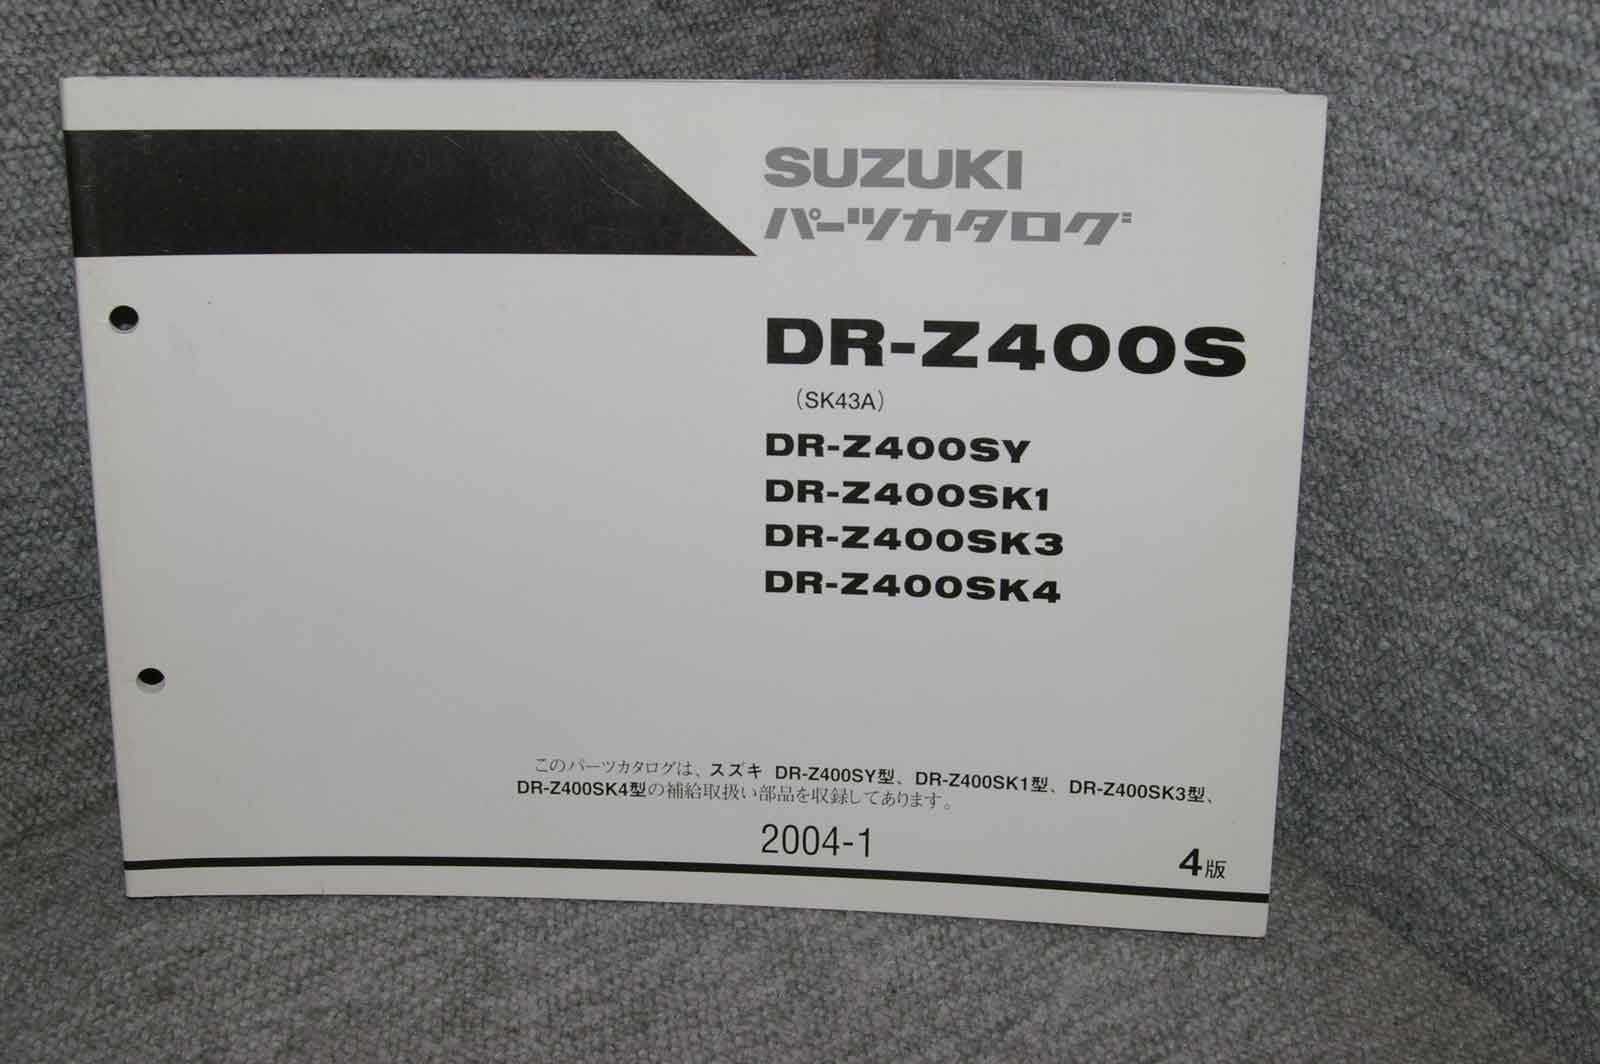 SUZUKI
パーツカタログ
DR-Z400S
(SK43A)
DR-Z400SY
DR-Z400SK1
DR-Z400SK3
DR-Z400SK4
このパーツカタログは、スズキ DR-Z400SY型、DR-Z400SK1型、DR-Z400SK3型、
DR-Z400SK4型の補給取扱い部品を収録してあります。
2004-1
4版